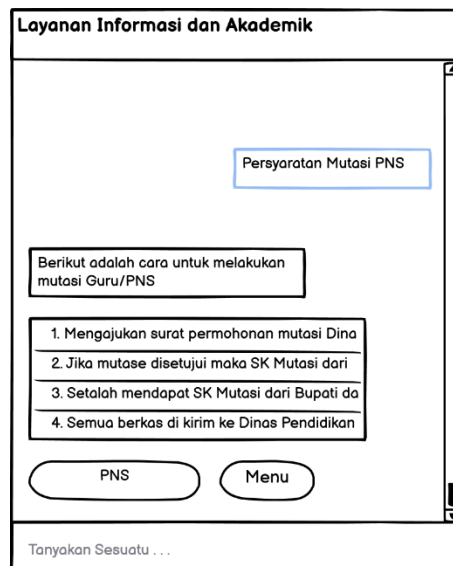 Layanan Informasi dan Akademik
Persyaratan Mutasi PNS
Berikut adalah cara untuk melakukan
mutasi Guru/PNS
1. Mengajukan surat permohonan mutasi Dina
2. Jika mutase disetujui maka SK Mutasi dari
3. Setalah mendapat SK Mutasi dari Bupati da
4. Semua berkas di kirim ke Dinas Pendidikan
PNS
Menu
Tanyakan Sesuatu . . .